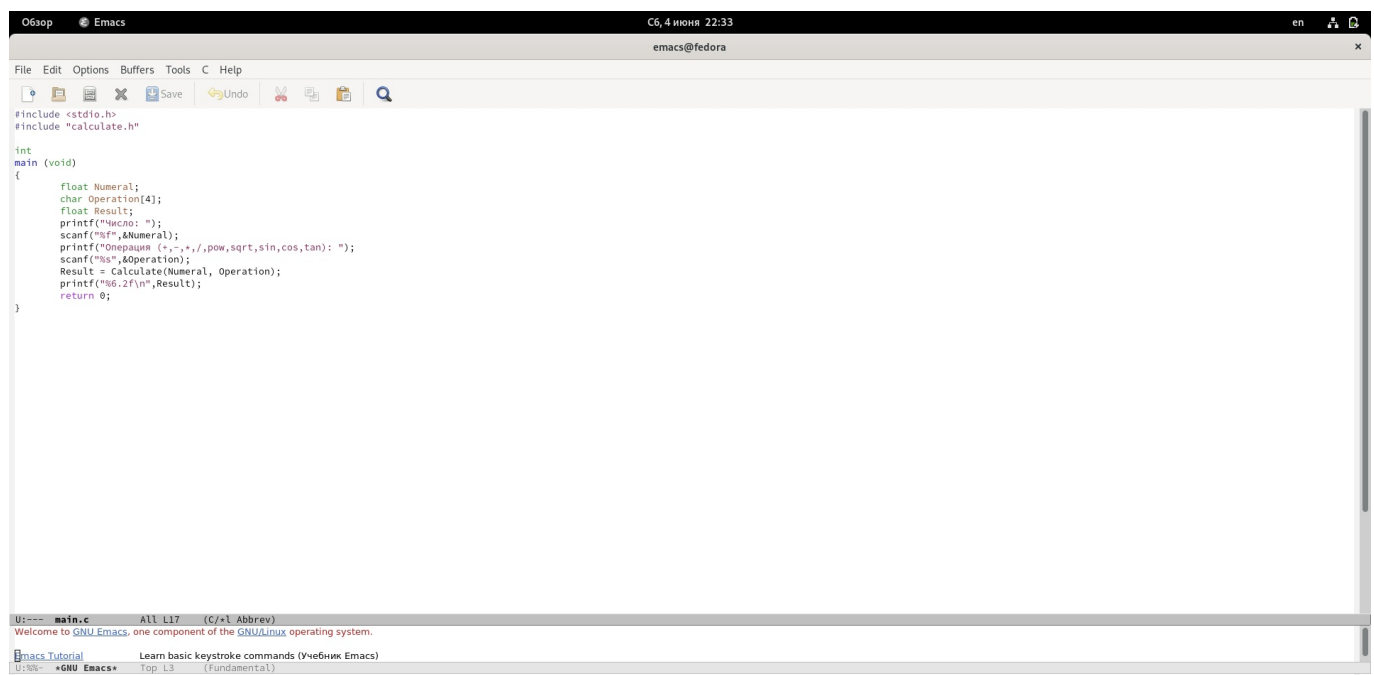 Обзор Emacs Сб, 4 июня 22:33 en
emacs@fedora ×
File Edit Options Buffers Tools C Help
Save Undo
#include <stdio.h>
#include "calculate.h"
int
main (void)
{
float Numeral;
char Operation[4];
float Result;
printf("Число: ");
scanf("%f",&Numeral);
printf("Операция (+,-,*,/,pow,sqrt,sin,cos,tan): ");
scanf("%s",&Operation);
Result = Calculate(Numeral, Operation);
printf("%6.2f\n",Result);
return 0;
}
U:--- main.c All L17 (C/*l Abbrev)
Welcome to GNU Emacs, one component of the GNU/Linux operating system.
Emacs Tutorial Learn basic keystroke commands (Учебник Emacs)
U:%%- *GNU Emacs* Top L3 (Fundamental)